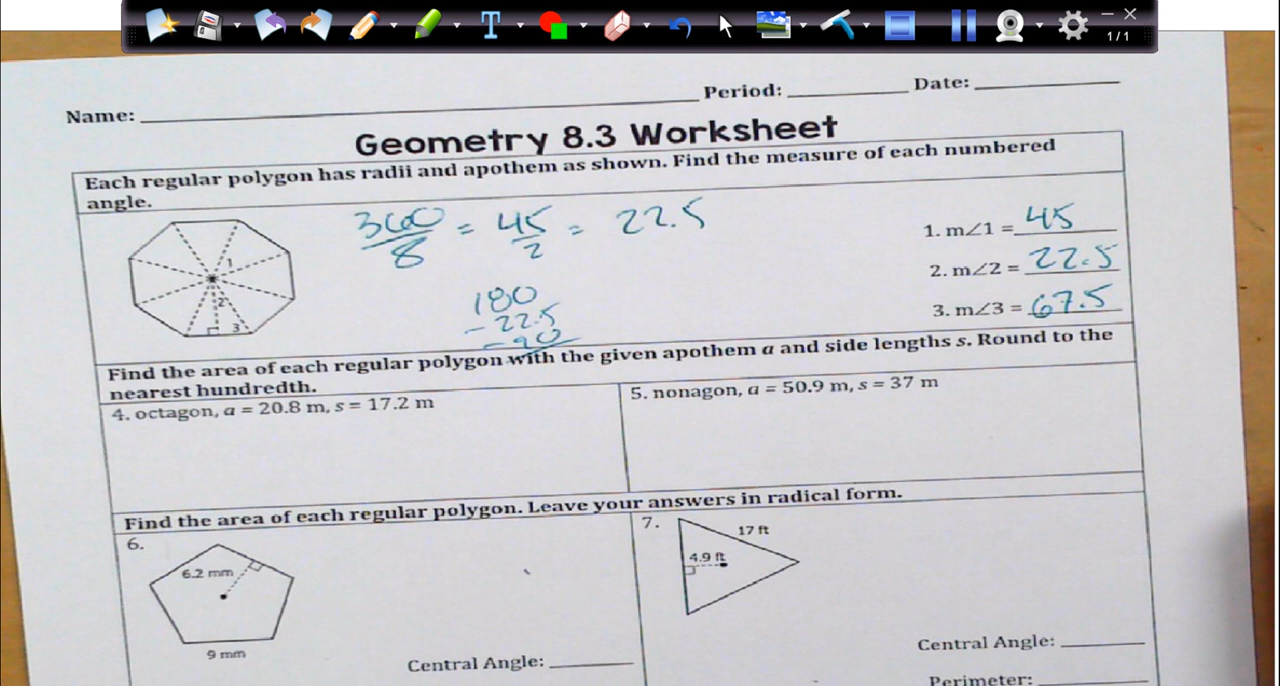 T
1/1
Name: Period: Date:
Geometry 8.3 Worksheet
Each regular polygon has radii and apothem as shown. Find the measure of each numbered
angle.
360/8 = 45/2 = 22.5
1
2
3
180
- 22.5
- 90
1. m∠1 = 45
2. m∠2 = 22.5
3. m∠3 = 67.5
Find the area of each regular polygon with the given apothem a and side lengths s. Round to the
nearest hundredth.
4. octagon, a = 20.8 m, s = 17.2 m
5. nonagon, a = 50.9 m, s = 37 m
Find the area of each regular polygon. Leave your answers in radical form.
6.
6.2 mm
9 mm
Central Angle:
7.
17 ft
4.9 ft
Central Angle:
Perimeter: